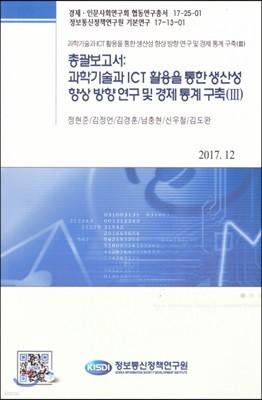 경제·인문사회연구회 협동연구총서 17-25-01
정보통신정책연구원 기본연구 17-13-01
과학기술과 ICT 활용을 통한 생산성 향상 방향 연구 및 경제 통계 구축(Ⅲ)
총괄보고서:
과학기술과 ICT 활용을 통한 생산성
향상 방향 연구 및 경제 통계 구축(Ⅲ)
정현준/김정언/김경훈/남충현/신우철/김도완
2017. 12
KISDI 정보통신정책연구원
KOREA INFORMATION SOCIETY DEVELOPMENT INSTITUTE